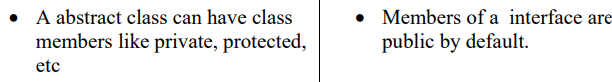 • A abstract class can have class
members like private, protected,
etc
• Members of a interface are
public by default.